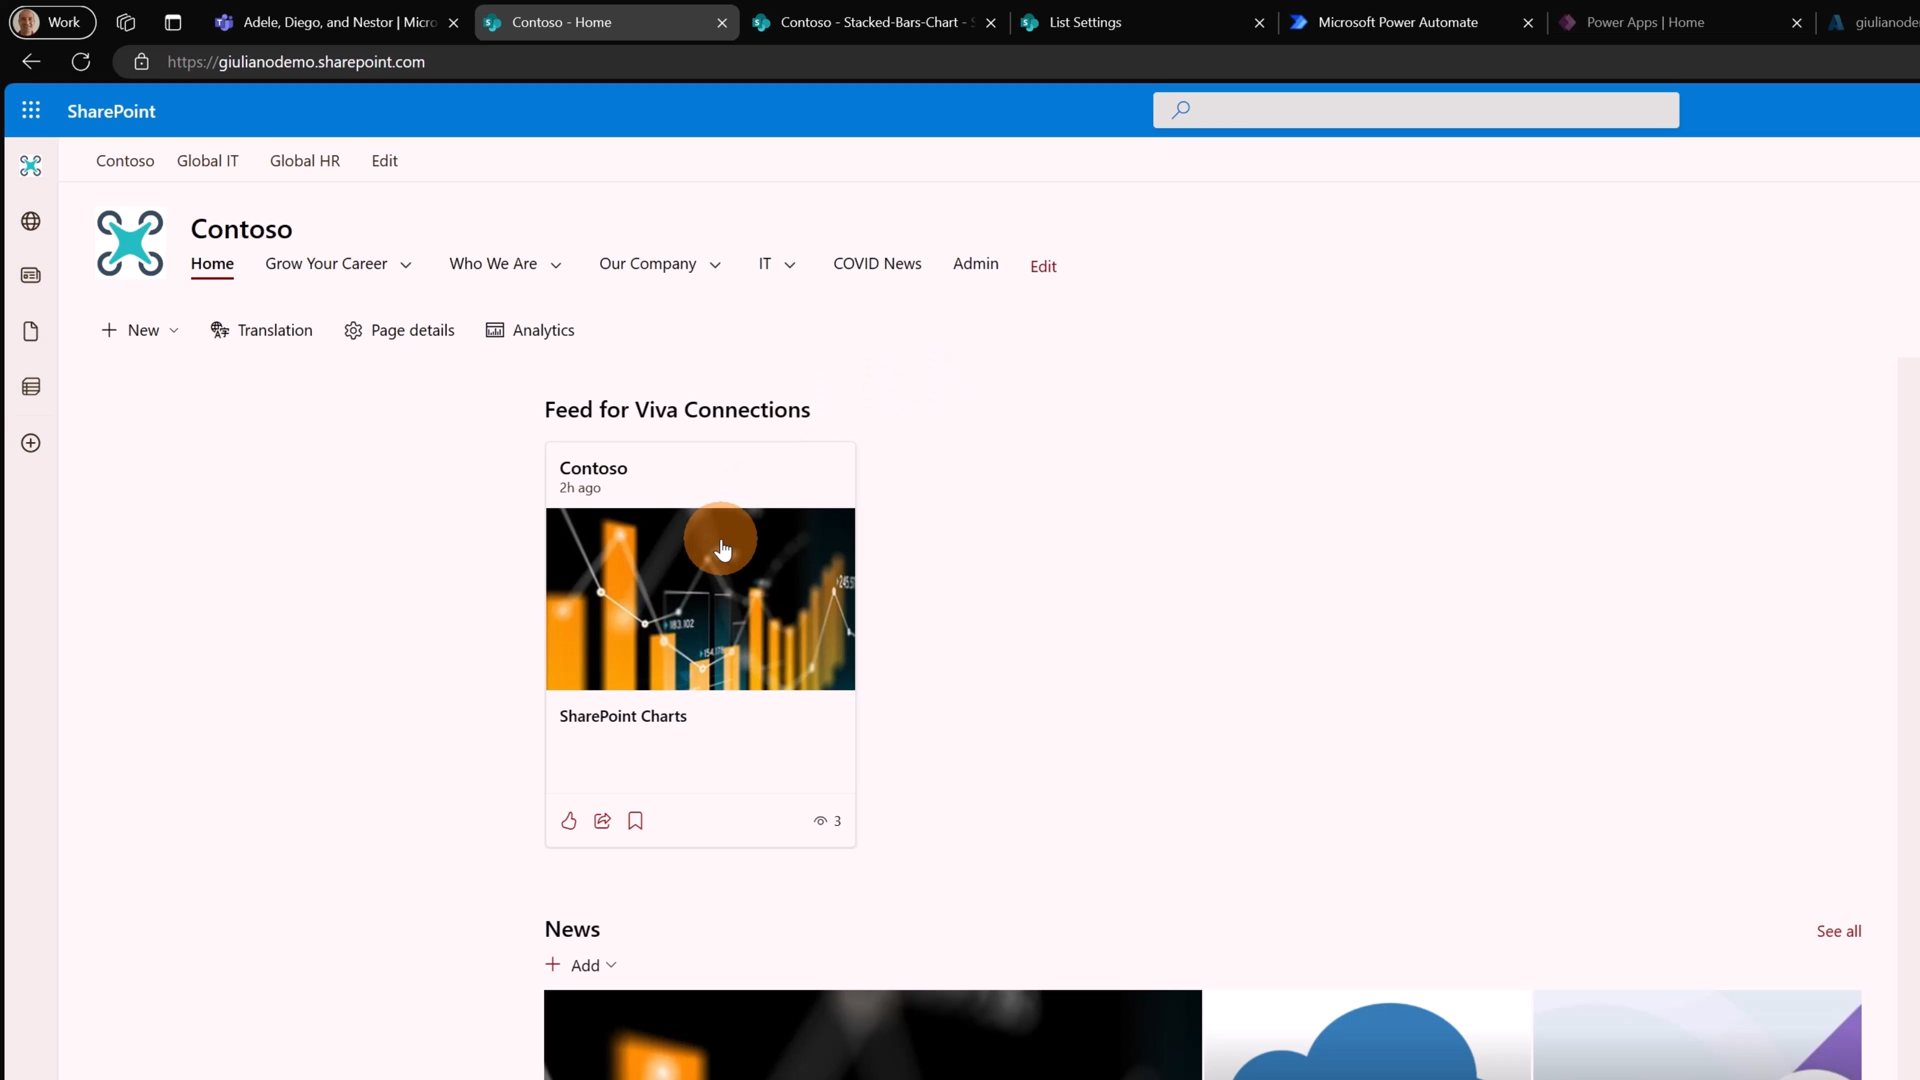 Work
Adele, Diego, and Nestor | Micro
Contoso - Home
Contoso - Stacked-Bars-Chart - S
List Settings
Microsoft Power Automate
Power Apps | Home
giulianode
https://giulianodemo.sharepoint.com
SharePoint
Contoso Global IT Global HR Edit
Contoso
Home Grow Your Career Who We Are Our Company IT COVID News Admin Edit
New Translation Page details Analytics
Feed for Viva Connections
Contoso
2h ago
183.102
SharePoint Charts
3
News
See all
Add